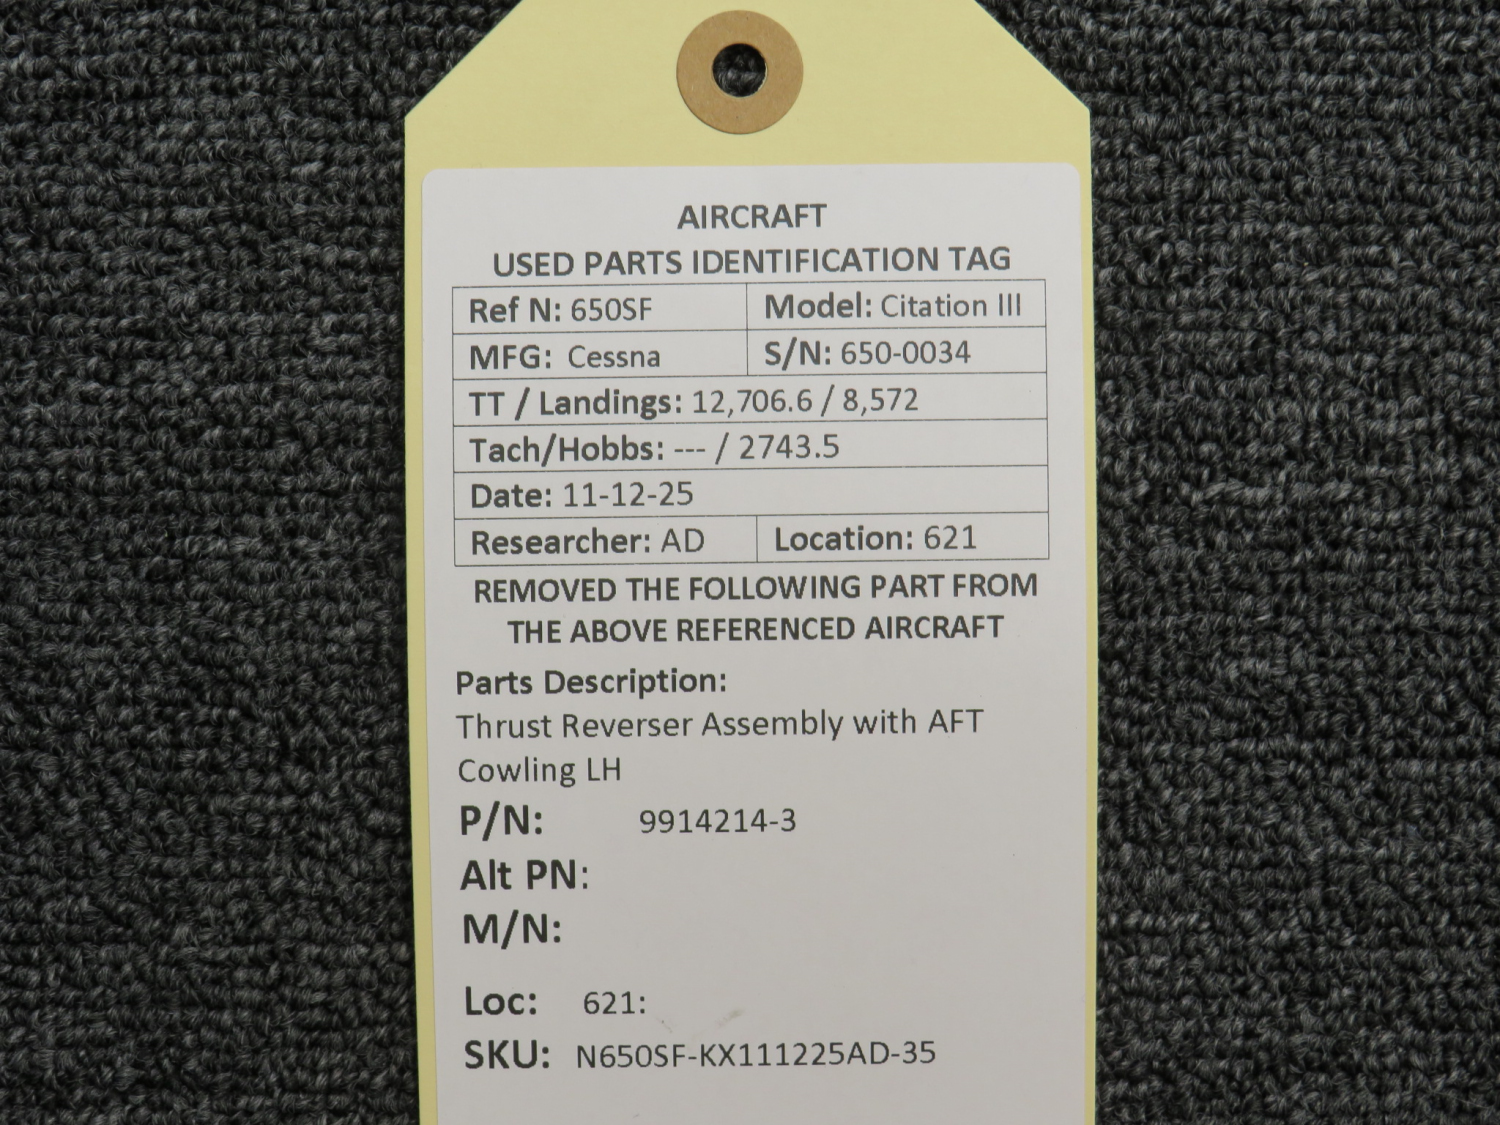 AIRCRAFT
USED PARTS IDENTIFICATION TAG
Ref N: 650SF Model: Citation III
MFG: Cessna S/N: 650-0034
TT / Landings: 12,706.6 / 8,572
Tach/Hobbs: --- / 2743.5
Date: 11-12-25
Researcher: AD Location: 621
REMOVED THE FOLLOWING PART FROM
THE ABOVE REFERENCED AIRCRAFT
Parts Description:
Thrust Reverser Assembly with AFT
Cowling LH
P/N: 9914214-3
Alt PN:
M/N:
Loc: 621:
SKU: N650SF-KX111225AD-35